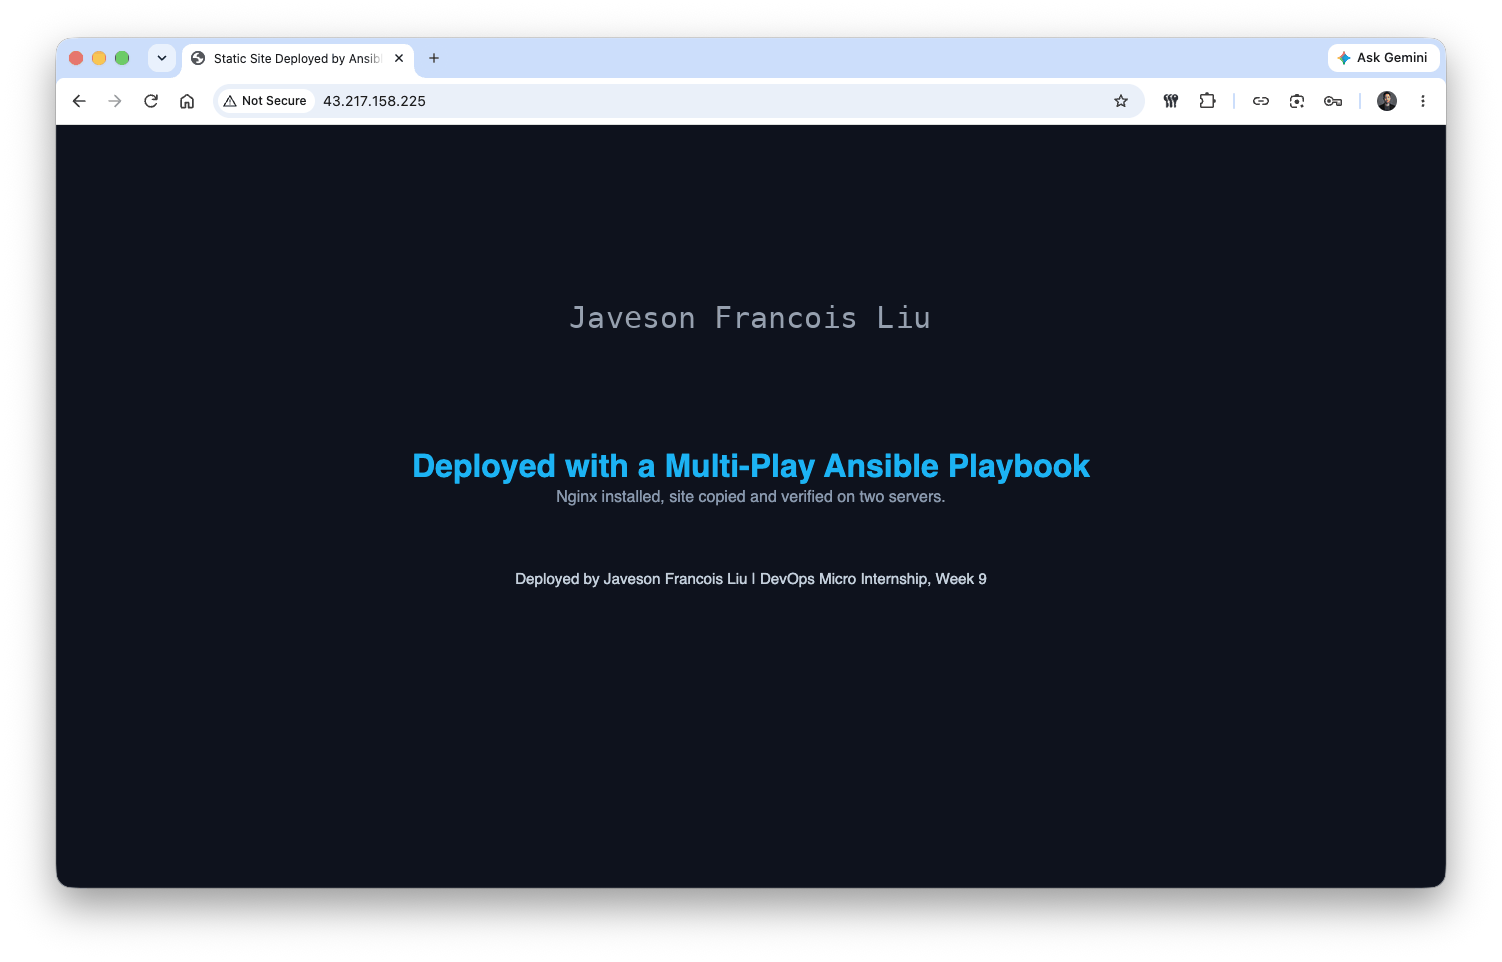 Static Site Deployed by Ansib
Ask Gemini
Not Secure
43.217.158.225
Javeson Francois Liu
Deployed with a Multi-Play Ansible Playbook
Nginx installed, site copied and verified on two servers.
Deployed by Javeson Francois Liu | DevOps Micro Internship, Week 9